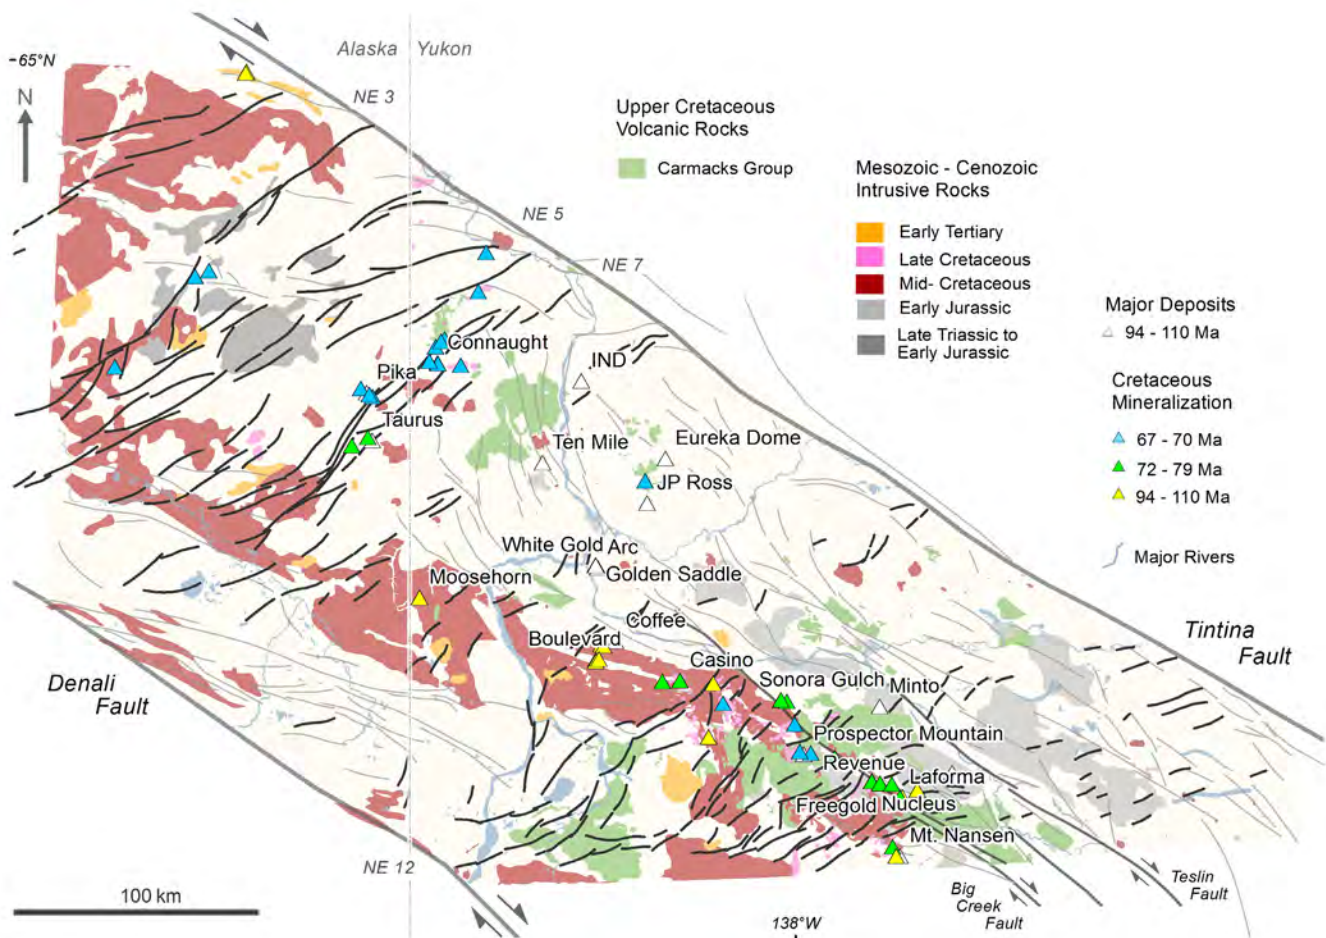 Alaska Yukon
65°N
N
NE 3
NE 5
NE 7
Upper Cretaceous
Volcanic Rocks
Carmacks Group
Mesozoic - Cenozoic
Intrusive Rocks
Early Tertiary
Late Cretaceous
Mid- Cretaceous
Early Jurassic
Late Triassic to
Early Jurassic
Major Deposits
94 - 110 Ma
Cretaceous
Mineralization
67 - 70 Ma
72 - 79 Ma
94 - 110 Ma
Major Rivers
Connaught
Pika
IND
Taurus
Ten Mile
Eureka Dome
JP Ross
White Gold Arc
Golden Saddle
Moosehorn
Coffee
Boulevard
Casino
Sonora Gulch
Minto
Tintina
Fault
Denali
Fault
Prospector Mountain
Revenue
Laforma
Freegold
Nucleus
Mt. Nansen
NE 12
100 km
138°W
Big
Creek
Fault
Teslin
Fault